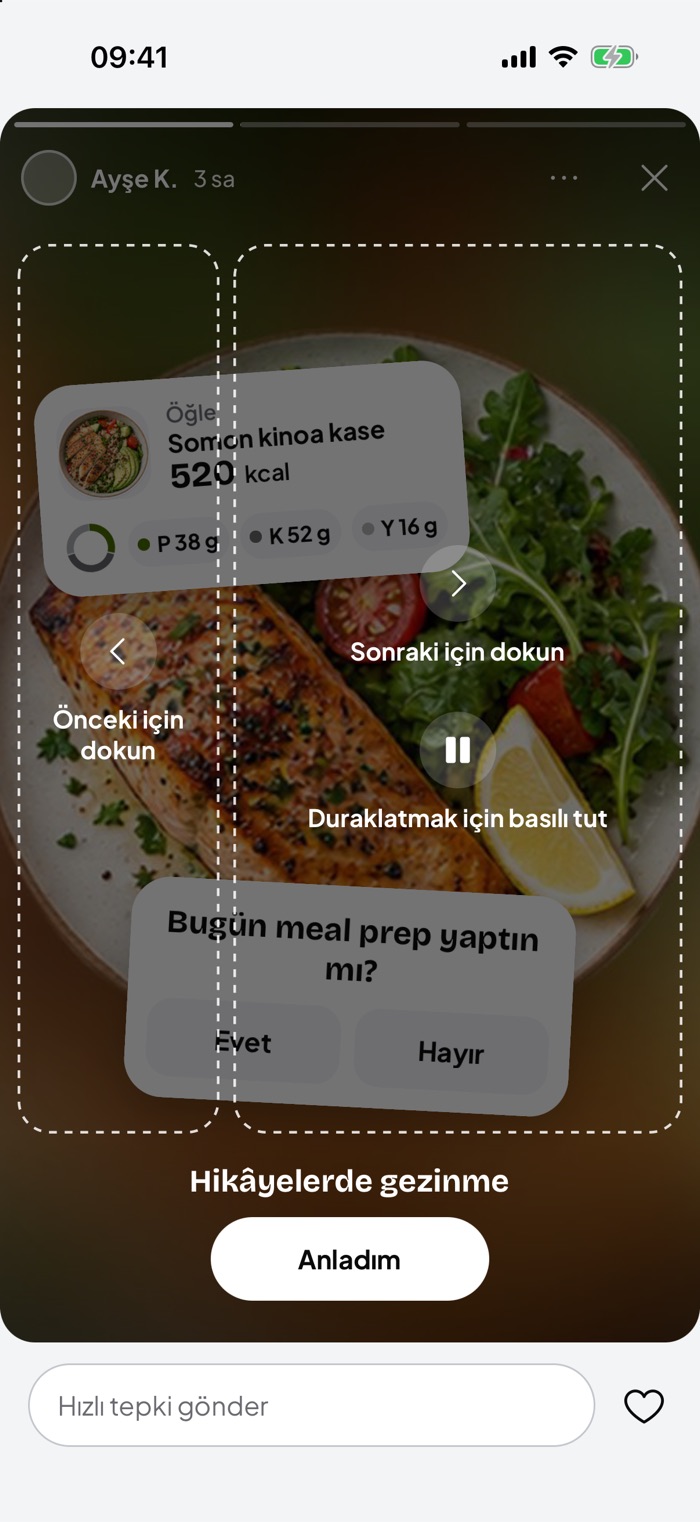 09:41
Ayşe K. 3 sa
Öğle
Somon kinoa kase
520 kcal
P 38 g
K 52 g
Y 16 g
Sonraki için dokun
Önceki için
dokun
Duraklatmak için basılı tut
Bugün meal prep yaptın
mı?
Evet
Hayır
Hikâyelerde gezinme
Anladım
Hızlı tepki gönder